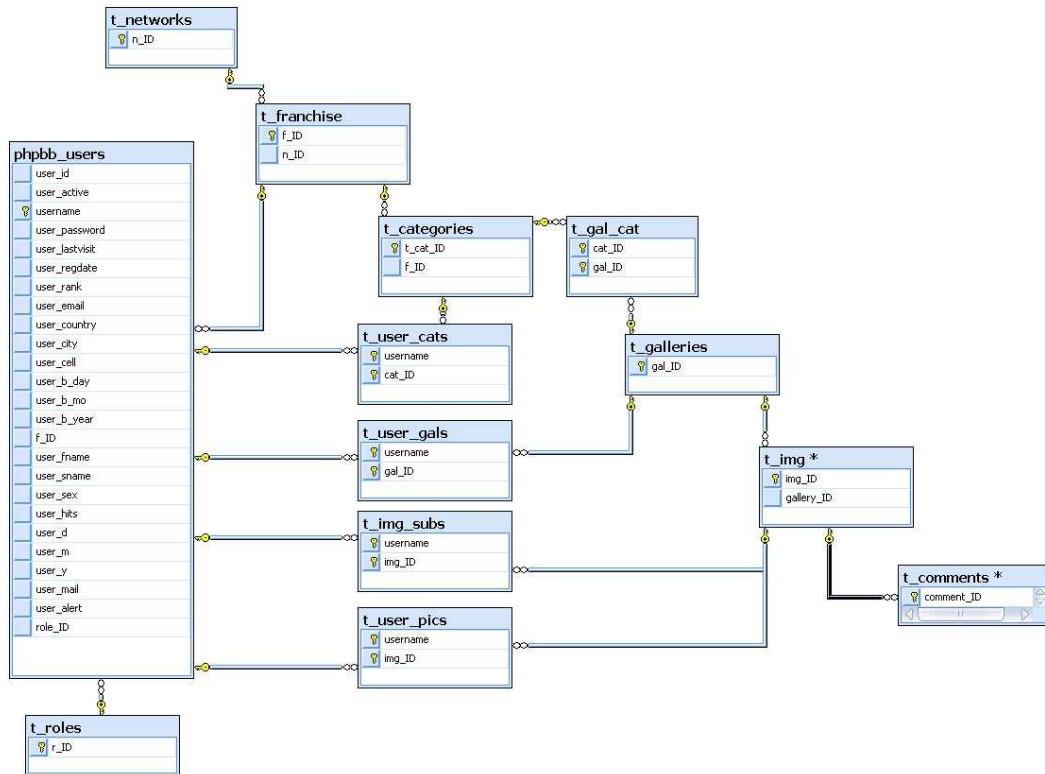 t_networks
n_ID
t_franchise
f_ID
n_ID
phpbb_users
user_id
user_active
username
user_password
user_lastvisit
user_regdate
user_rank
user_email
user_country
user_city
user_cell
user_b_day
user_b_mo
user_b_year
f_ID
user_fname
user_sname
user_sex
user_hits
user_d
user_m
user_y
user_mail
user_alert
role_ID
t_categories
t_cat_ID
f_ID
t_gal_cat
cat_ID
gal_ID
t_user_cats
username
cat_ID
t_galleries
gal_ID
t_user_gals
username
gal_ID
t_img *
img_ID
gallery_ID
t_img_subs
username
img_ID
t_comments *
comment_ID
t_user_pics
username
img_ID
t_roles
r_ID